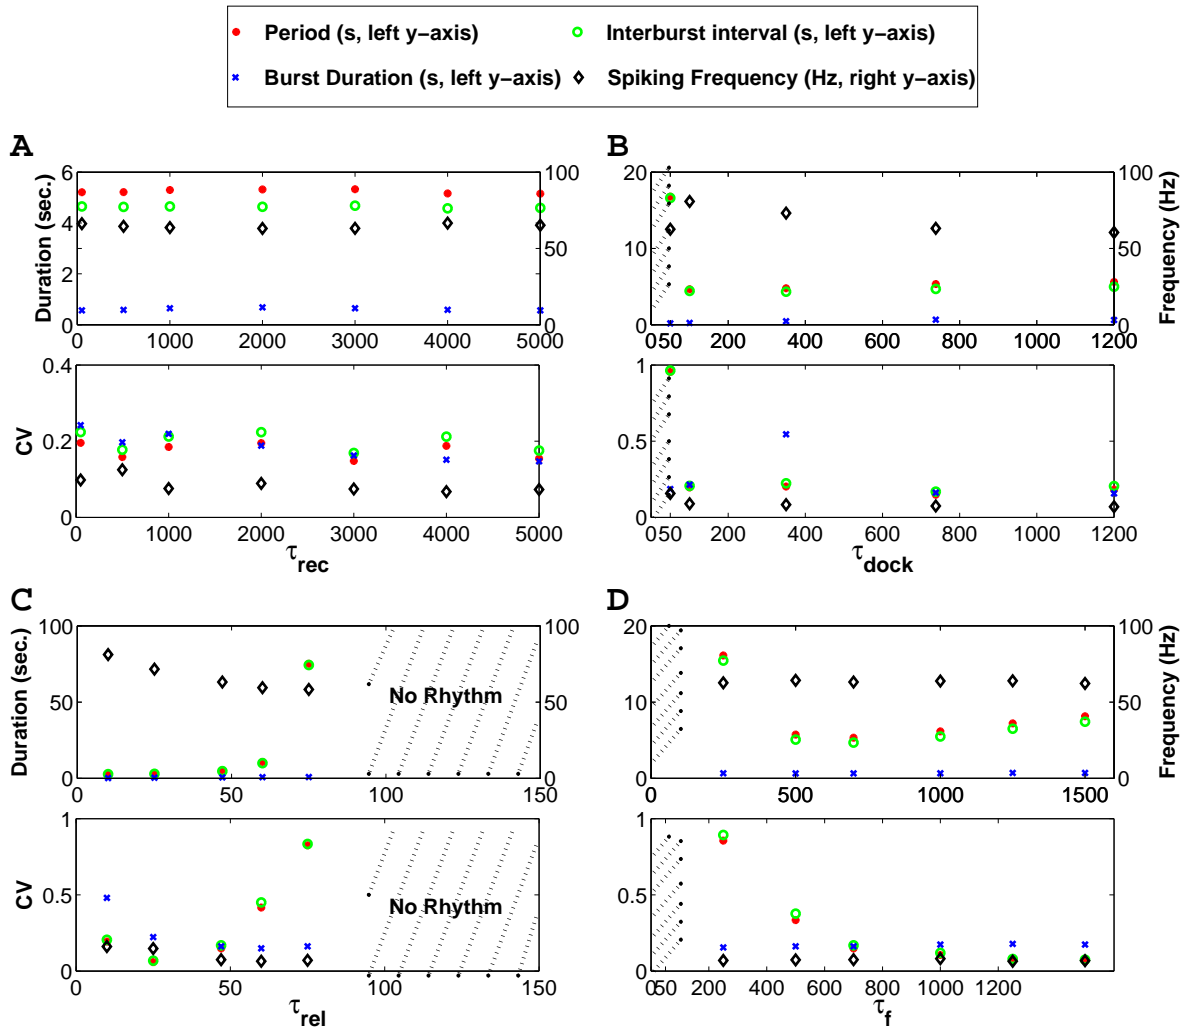 Period (s, left y-axis) Interburst interval (s, left y-axis)
Burst Duration (s, left y-axis) Spiking Frequency (Hz, right y-axis)
A
Duration (sec.)
6
4
2
0
100
50
0
0 1000 2000 3000 4000 5000
CV
0.4
0.2
0
0 1000 2000 3000 4000 5000
τrec
B
20
10
0
100
50
0
Frequency (Hz)
0 50 200 400 600 800 1000 1200
1
0.5
0
0 50 200 400 600 800 1000 1200
τdock
C
Duration (sec.)
100
50
0
100
50
0
No Rhythm
0 50 100 150
CV
1
0.5
0
No Rhythm
0 50 100 150
τrel
D
20
10
0
100
50
0
Frequency (Hz)
0 500 1000 1500
1
0.5
0
0 50 200 400 600 800 1000 1200
τf